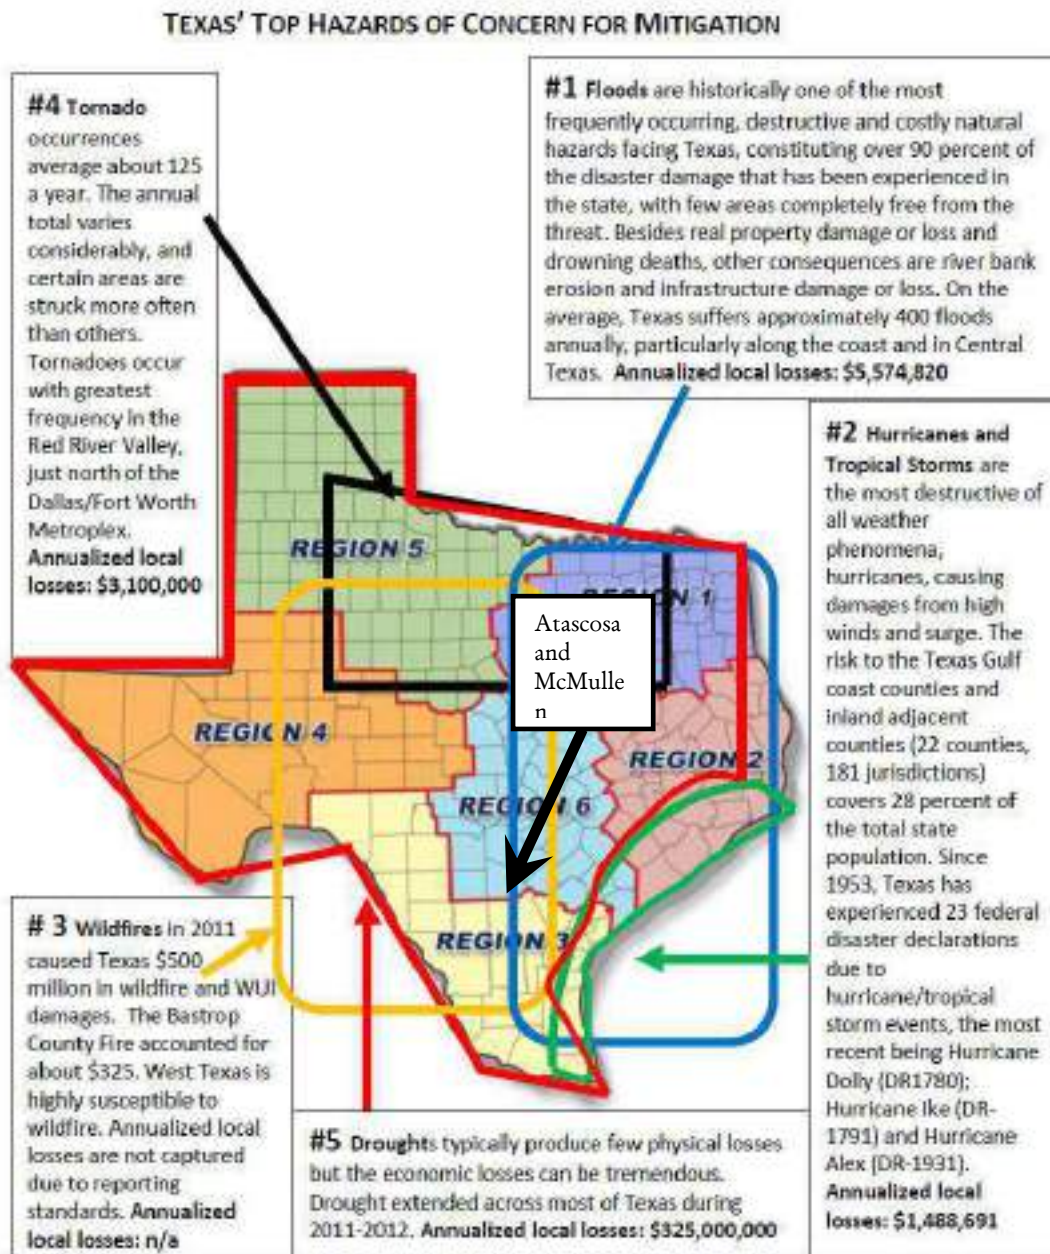 TEXAS' TOP HAZARDS OF CONCERN FOR MITIGATION
#4 Tornado
occurrences
average about 125
a year. The annual
total varies
considerably, and
certain areas are
struck more often
than others.
Tornadoes occur
with greatest
frequency in the
Red River Valley,
just north of the
Dallas/Fort Worth
Metroplex.
Annualized local
losses: $3,100,000
#1 Floods are historically one of the most
frequently occurring, destructive and costly natural
hazards facing Texas, constituting over 90 percent of
the disaster damage that has been experienced in
the state, with few areas completely free from the
threat. Besides real property damage or loss and
drowning deaths, other consequences are river bank
erosion and infrastructure damage or loss. On the
average, Texas suffers approximately 400 floods
annually, particularly along the coast and in Central
Texas. Annualized local losses: $5,574,820
#2 Hurricanes and
Tropical Storms are
the most destructive of
all weather
phenomena,
hurricanes, causing
damages from high
winds and surge. The
risk to the Texas Gulf
coast counties and
inland adjacent
counties (22 counties,
181 jurisdictions)
covers 28 percent of
the total state
population. Since
1953, Texas has
experienced 23 federal
disaster declarations
due to
hurricane/tropical
storm events, the most
recent being Hurricane
Dolly (DR1780);
Hurricane Ike (DR-
1791) and Hurricane
Alex (DR-1931).
Annualized local
losses: $1,488,691
REGION 5
REGION 1
Atascosa
and
McMulle
n
REGION 4
REGION 2
REGION 6
REGION 3
# 3 Wildfires in 2011
caused Texas $500
million in wildfire and WUI
damages. The Bastrop
County Fire accounted for
about $325. West Texas is
highly susceptible to
wildfire. Annualized local
losses are not captured
due to reporting
standards. Annualized
local losses: n/a
#5 Droughts typically produce few physical losses
but the economic losses can be tremendous.
Drought extended across most of Texas during
2011-2012. Annualized local losses: $325,000,000